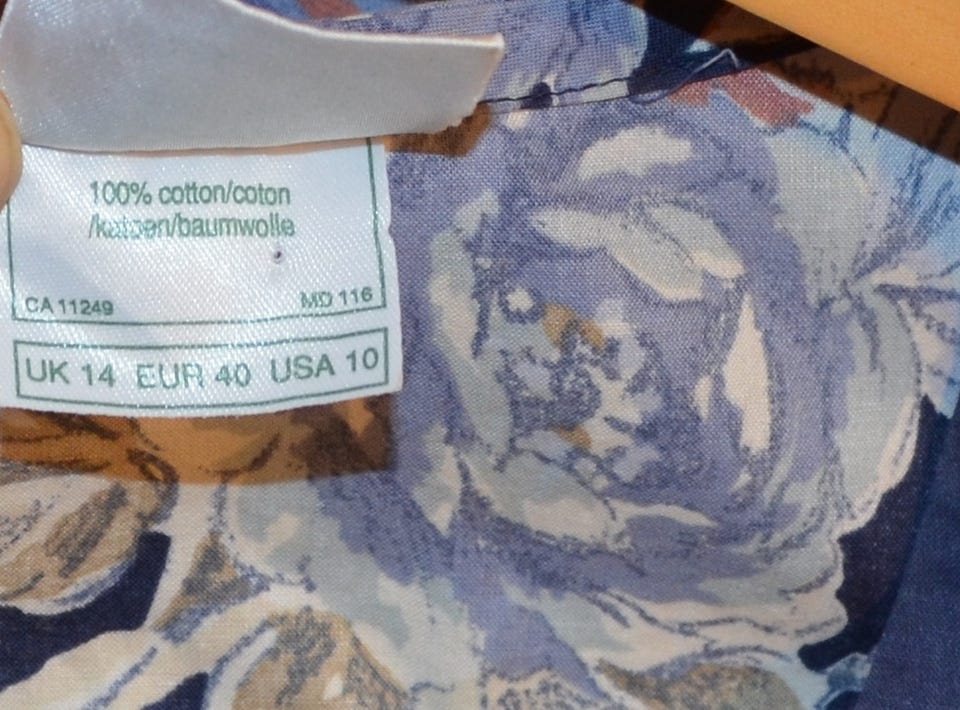 100% cotton/coton
/katoen/baumwolle
CA 11249 MD 116
UK 14 EUR 40 USA 10